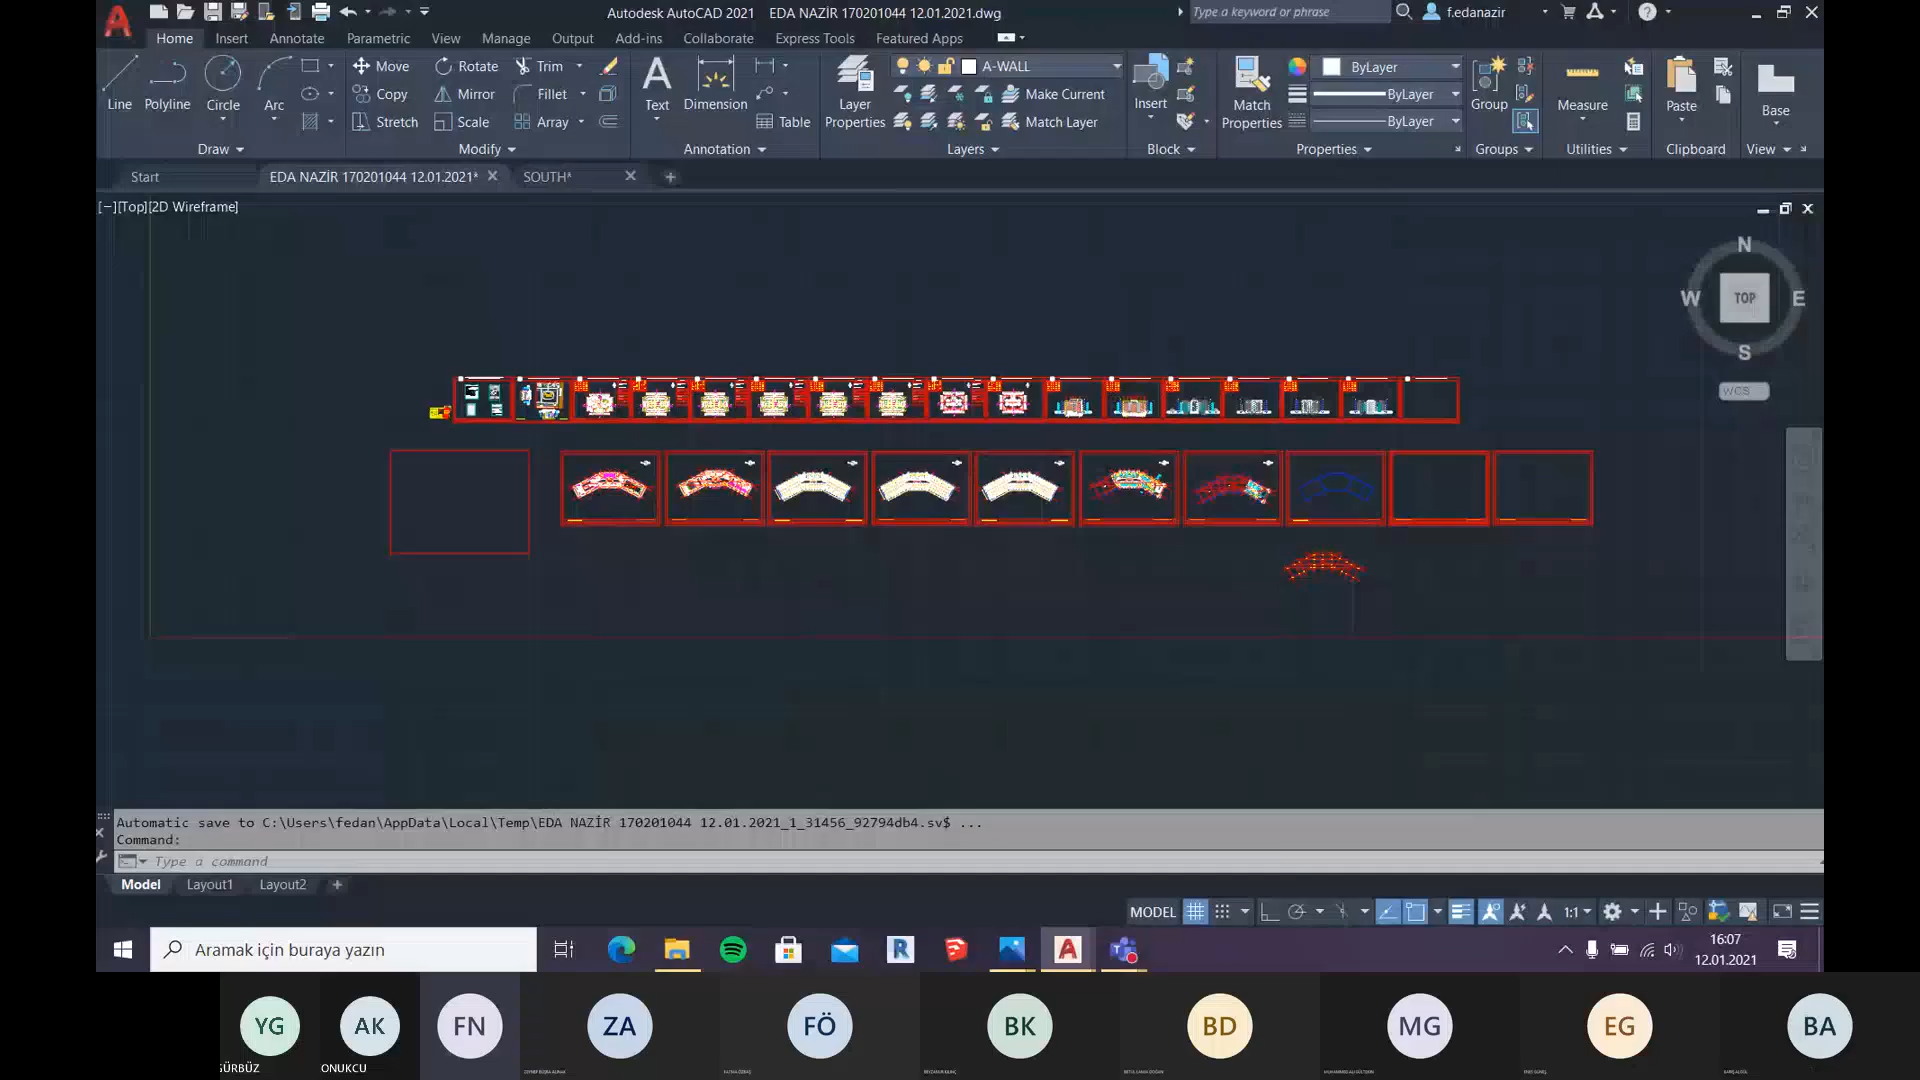 Autodesk AutoCAD 2021 EDA NAZİR 170201044 12.01.2021.dwg
Type a keyword or phrase
f.edanazir
Home Insert Annotate Parametric View Manage Output Add-ins Collaborate Express Tools Featured Apps
Line Polyline Circle Arc
Move Rotate Trim
Copy Mirror Fillet
Stretch Scale Array
Text Dimension Table
Layer Properties
A-WALL
Make Current
Match Layer
Insert
Match Properties
ByLayer
ByLayer
ByLayer
Group
Measure
Paste
Base
Draw Modify Annotation Layers Block Properties Groups Utilities Clipboard View
Start EDA NAZİR 170201044 12.01.2021* SOUTH*
[−][Top][2D Wireframe]
N
W TOP E
S
WCS
Automatic save to C:\Users\fedan\AppData\Local\Temp\EDA NAZİR 170201044 12.01.2021_1_31456_92794db4.sv$ ...
Command:
Type a command
Model Layout1 Layout2
MODEL 1:1
Aramak için buraya yazın
16:07
12.01.2021
YG AK FN ZA FÖ BK BD MG EG BA
GÜRBÜZ ONUKCU